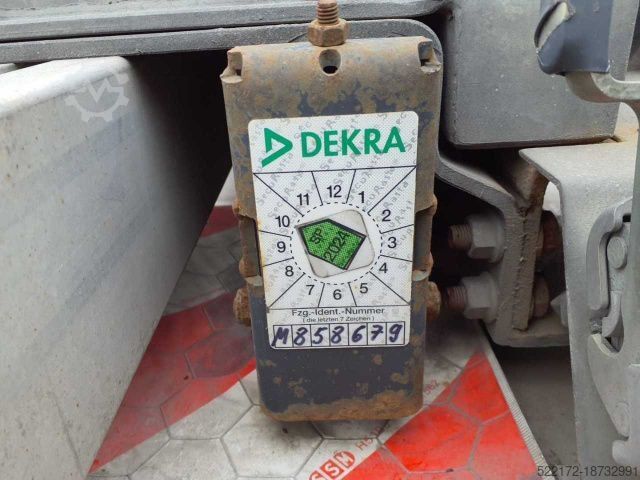 DEKRA
11 12 1
10 2
9 3
8 4
7 6 5
SP
2024
Fzg.-Ident.-Nummer
(die letzten 7 Zeichen)
M858679
SSM
522172-18732991